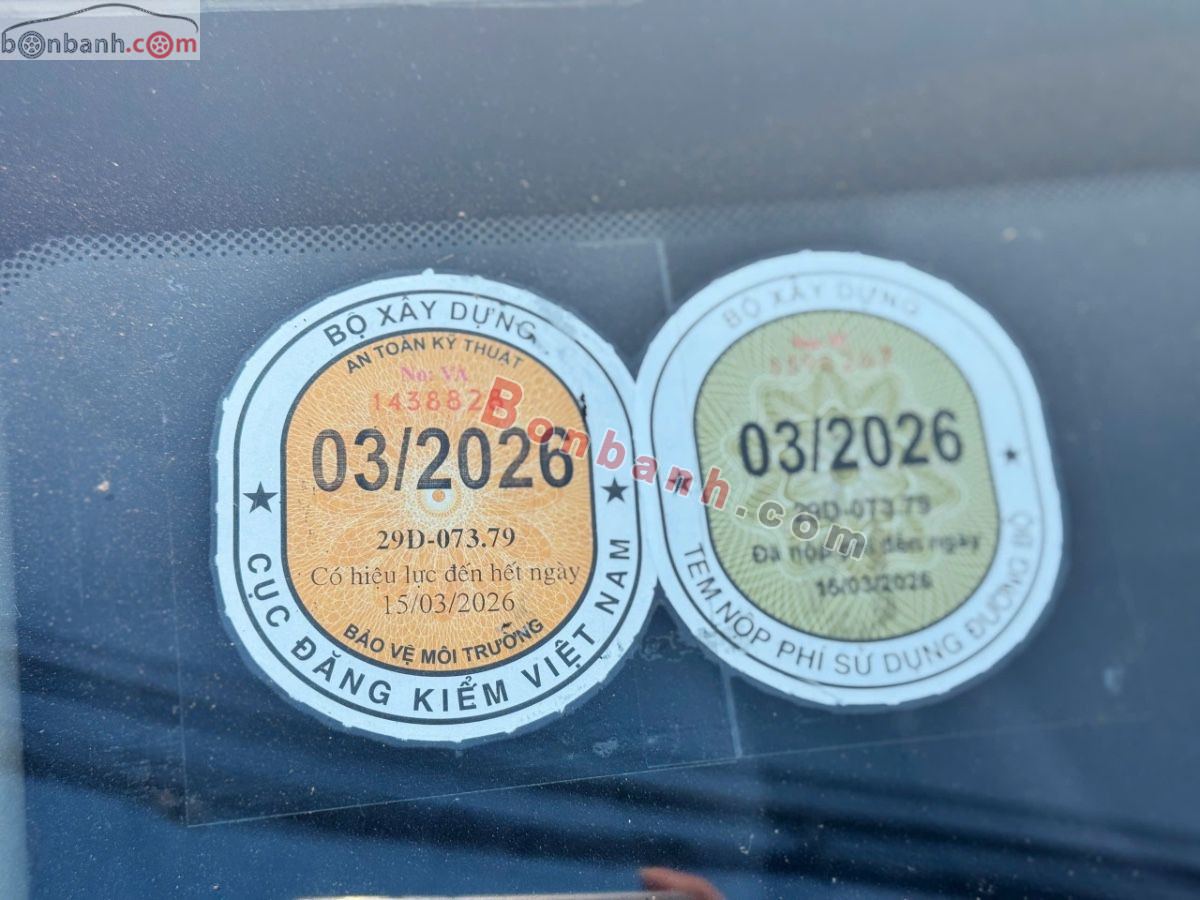 bonbanh.com
BỘ XÂY DỰNG
AN TOÀN KỸ THUẬT
No: VA
143882
03/2026
29D-073.79
Có hiệu lực đến hết ngày
15/03/2026
BẢO VỆ MÔI TRƯỜNG
CỤC ĐĂNG KIỂM VIỆT NAM
BỘ XÂY DỰNG
03/2026
29D-073.79
Đã nộp đến ngày
15/03/2026
TEM NỘP PHÍ SỬ DỤNG ĐƯỜNG BỘ
Bonbanh.com